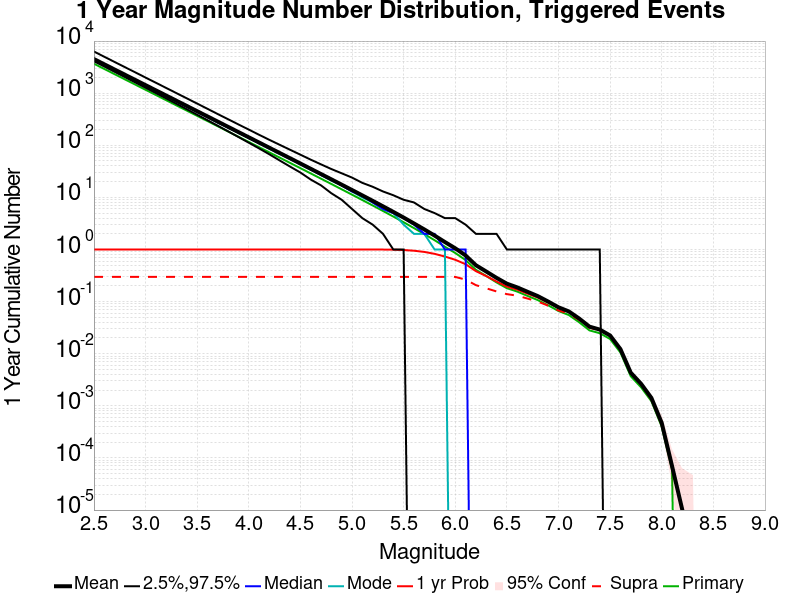 1 Year Magnitude Number Distribution, Triggered Events
1 Year Cumulative Number
10^4
10^3
10^2
10^1
10^0
10^-1
10^-2
10^-3
10^-4
10^-5
2.5 3.0 3.5 4.0 4.5 5.0 5.5 6.0 6.5 7.0 7.5 8.0 8.5 9.0
Magnitude
Mean 2.5%,97.5% Median Mode 1 yr Prob 95% Conf Supra Primary